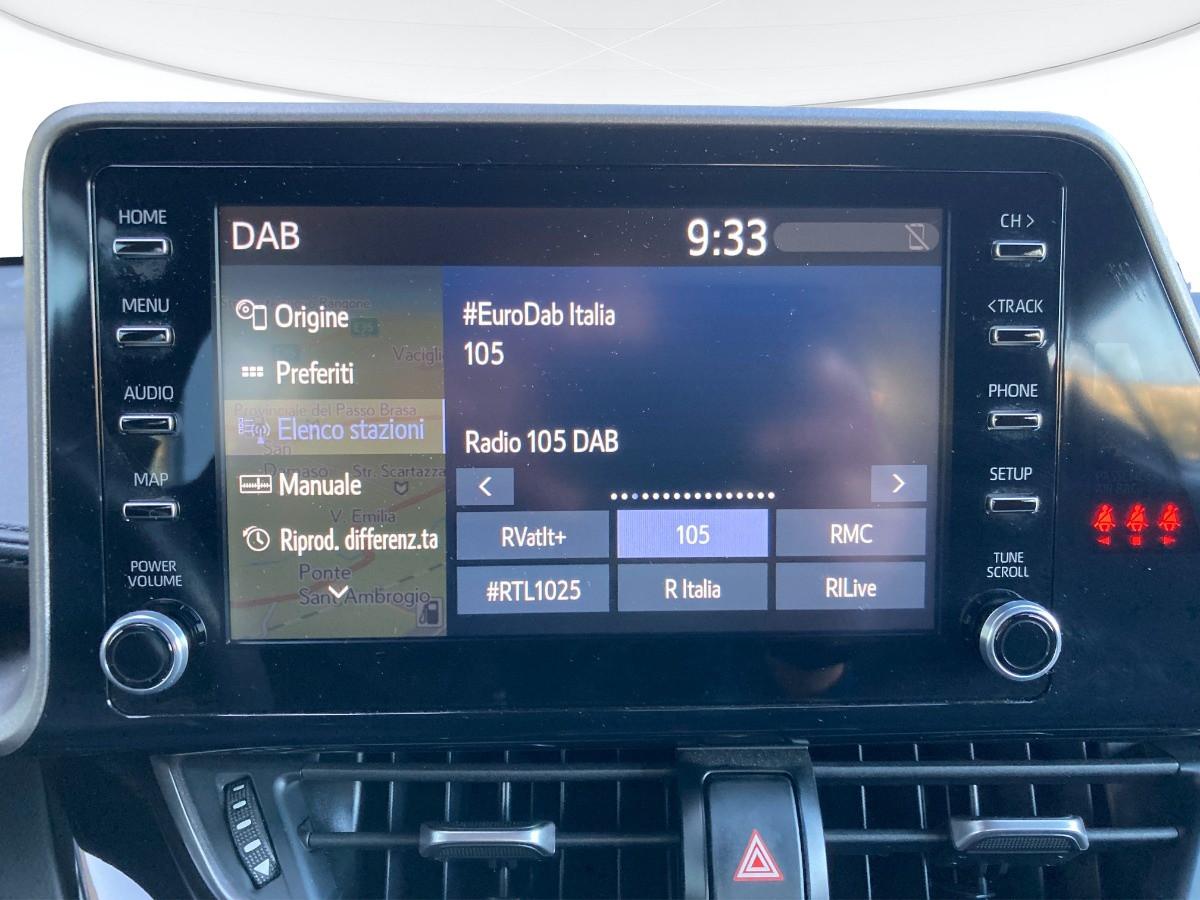 HOME
MENU
AUDIO
MAP
POWER
VOLUME
DAB
9:33
Origine
Preferiti
Elenco stazioni
Manuale
Riprod. differenz.ta
Provinciale del Passo Brasa
San
Damaso
Str. Scartazza
V. Emilia
Ponte
Sant'Ambrogio
#EuroDab Italia
105
Radio 105 DAB
<
>
RVatIt+
105
RMC
#RTL1025
R Italia
RILive
CH >
<TRACK
PHONE
SETUP
TUNE
SCROLL